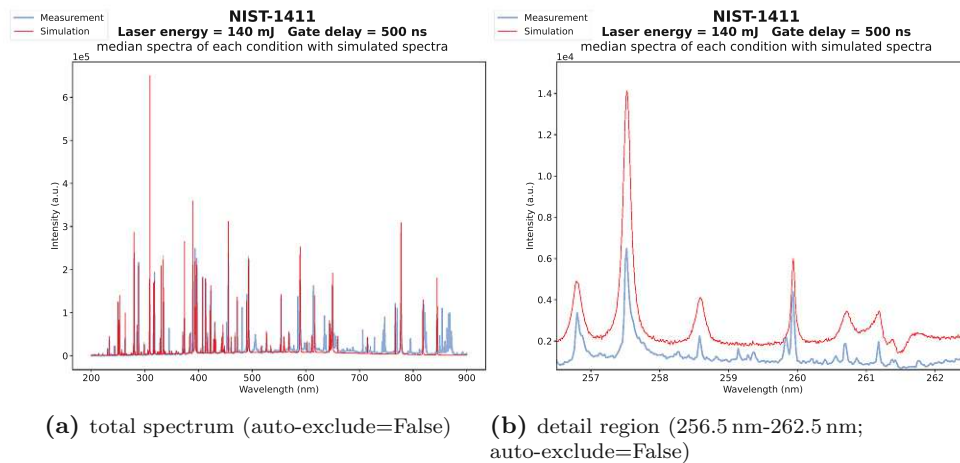 Measurement
Simulation
NIST-1411
Laser energy = 140 mJ Gate delay = 500 ns
median spectra of each condition with simulated spectra
1e5
6
5
4
3
2
1
0
Intensity (a.u.)
200 300 400 500 600 700 800 900
Wavelength (nm)
(a) total spectrum (auto-exclude=False)
Measurement
Simulation
NIST-1411
Laser energy = 140 mJ Gate delay = 500 ns
median spectra of each condition with simulated spectra
1e4
1.4
1.2
1.0
0.8
0.6
0.4
0.2
Intensity (a.u.)
257 258 259 260 261 262
Wavelength (nm)
(b) detail region (256.5 nm-262.5 nm;
auto-exclude=False)